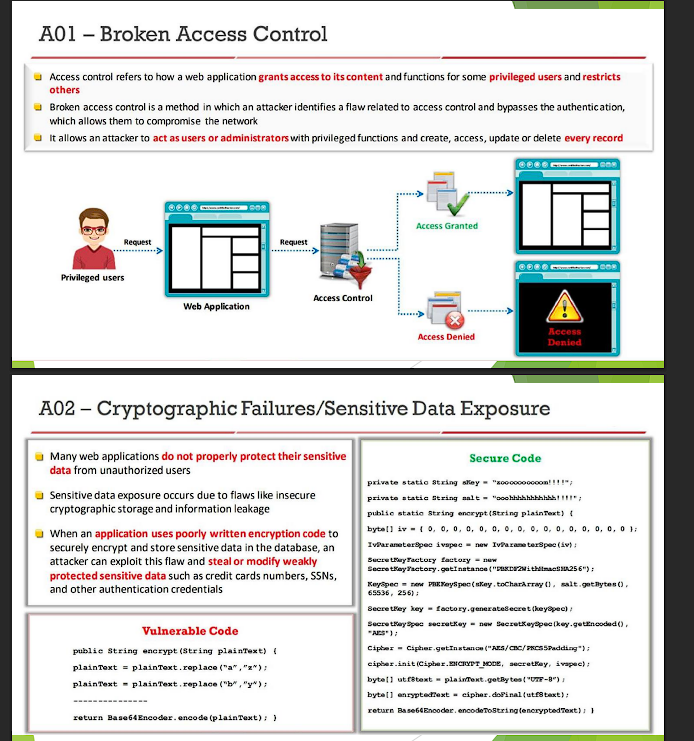 A01 – Broken Access Control
Access control refers to how a web application grants access to its content and functions for some privileged users and restricts
others
Broken access control is a method in which an attacker identifies a flaw related to access control and bypasses the authentication,
which allows them to compromise the network
It allows an attacker to act as users or administrators with privileged functions and create, access, update or delete every record
Privileged users
Request
Web Application
Request
Access Control
Access Granted
Access Denied
Access
Denied
A02 – Cryptographic Failures/Sensitive Data Exposure
Many web applications do not properly protect their sensitive
data from unauthorized users
Sensitive data exposure occurs due to flaws like insecure
cryptographic storage and information leakage
When an application uses poorly written encryption code to
securely encrypt and store sensitive data in the database, an
attacker can exploit this flaw and steal or modify weakly
protected sensitive data such as credit cards numbers, SSNs,
and other authentication credentials
Vulnerable Code
public String encrypt(String plainText) {
plainText = plainText.replace("a","z");
plainText = plainText.replace("b","y");
---------------
return Base64Encoder.encode(plainText); }
Secure Code
private static String sKey = "zoooooooooom!!!!";
private static String salt = "ooohhhhhhhhhhh!!!!";
public static String encrypt(String plainText) {
byte[] iv = { 0, 0, 0, 0, 0, 0, 0, 0, 0, 0, 0, 0, 0, 0, 0, 0 };
IvParameterSpec ivspec = new IvParameterSpec(iv);
SecretKeyFactory factory = new
SecretKeyFactory.getInstance("PBKDF2WithHmacSHA256");
KeySpec = new PBEKeySpec(sKey.toCharArray(), salt.getBytes(),
65536, 256);
SecretKey key = factory.generateSecret(keySpec);
SecretKeySpec secretKey = new SecretKeySpec(key.getEncoded(),
"AES");
Cipher = Cipher.getInstance("AES/CBC/PKCS5Padding");
cipher.init(Cipher.ENCRYPT_MODE, secretKey, ivspec);
byte[] utf8text = plainText.getBytes("UTF-8");
byte[] enryptedText = cipher.doFinal(utf8text);
return Base64Encoder.encodeToString(encryptedText); }